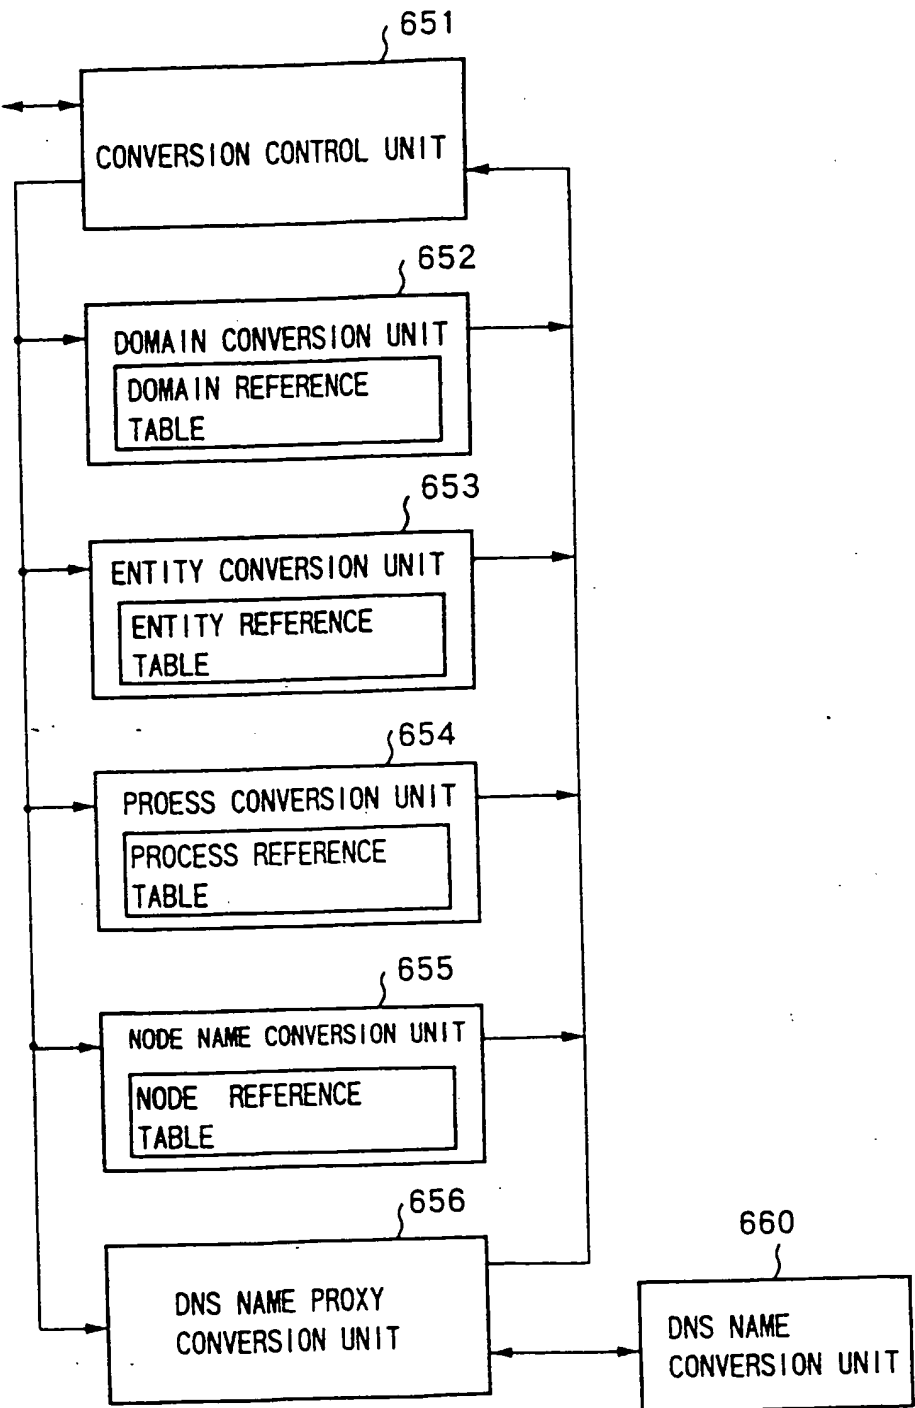 651
CONVERSION CONTROL UNIT
652
DOMAIN CONVERSION UNIT
DOMAIN REFERENCE
TABLE
653
ENTITY CONVERSION UNIT
ENTITY REFERENCE
TABLE
654
PROESS CONVERSION UNIT
PROCESS REFERENCE
TABLE
655
NODE NAME CONVERSION UNIT
NODE REFERENCE
TABLE
656
DNS NAME PROXY
CONVERSION UNIT
660
DNS NAME
CONVERSION UNIT